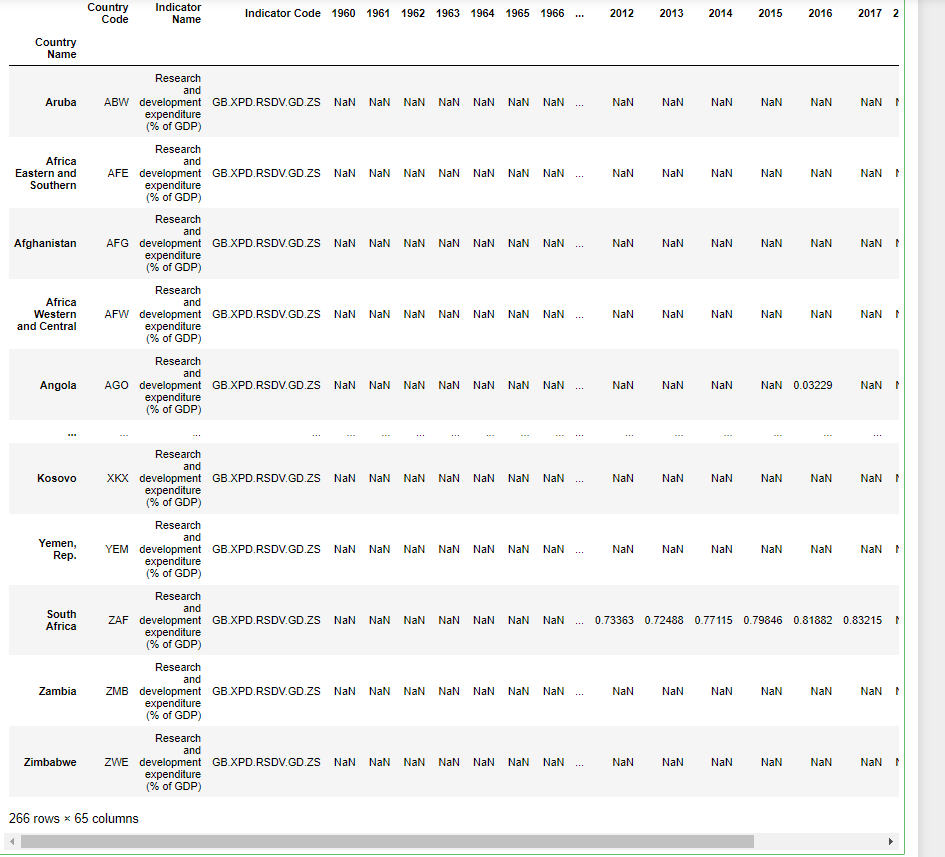 Country Code Indicator Name Indicator Code 1960 1961 1962 1963 1964 1965 1966 ... 2012 2013 2014 2015 2016 2017 2
Country Name
Aruba ABW Research and development expenditure (% of GDP) GB.XPD.RSDV.GD.ZS NaN NaN NaN NaN NaN NaN NaN ... NaN NaN NaN NaN NaN NaN
Africa Eastern and Southern AFE Research and development expenditure (% of GDP) GB.XPD.RSDV.GD.ZS NaN NaN NaN NaN NaN NaN NaN ... NaN NaN NaN NaN NaN NaN
Afghanistan AFG Research and development expenditure (% of GDP) GB.XPD.RSDV.GD.ZS NaN NaN NaN NaN NaN NaN NaN ... NaN NaN NaN NaN NaN NaN
Africa Western and Central AFW Research and development expenditure (% of GDP) GB.XPD.RSDV.GD.ZS NaN NaN NaN NaN NaN NaN NaN ... NaN NaN NaN NaN NaN NaN
Angola AGO Research and development expenditure (% of GDP) GB.XPD.RSDV.GD.ZS NaN NaN NaN NaN NaN NaN NaN ... NaN NaN NaN NaN 0.03229 NaN
... ... ... ... ... ... ... ... ... ... ... ... ... ... ... ... ... ...
Kosovo XKX Research and development expenditure (% of GDP) GB.XPD.RSDV.GD.ZS NaN NaN NaN NaN NaN NaN NaN ... NaN NaN NaN NaN NaN NaN
Yemen, Rep. YEM Research and development expenditure (% of GDP) GB.XPD.RSDV.GD.ZS NaN NaN NaN NaN NaN NaN NaN ... NaN NaN NaN NaN NaN NaN
South Africa ZAF Research and development expenditure (% of GDP) GB.XPD.RSDV.GD.ZS NaN NaN NaN NaN NaN NaN NaN ... 0.73363 0.72488 0.77115 0.79846 0.81882 0.83215
Zambia ZMB Research and development expenditure (% of GDP) GB.XPD.RSDV.GD.ZS NaN NaN NaN NaN NaN NaN NaN ... NaN NaN NaN NaN NaN NaN
Zimbabwe ZWE Research and development expenditure (% of GDP) GB.XPD.RSDV.GD.ZS NaN NaN NaN NaN NaN NaN NaN ... NaN NaN NaN NaN NaN NaN
266 rows × 65 columns